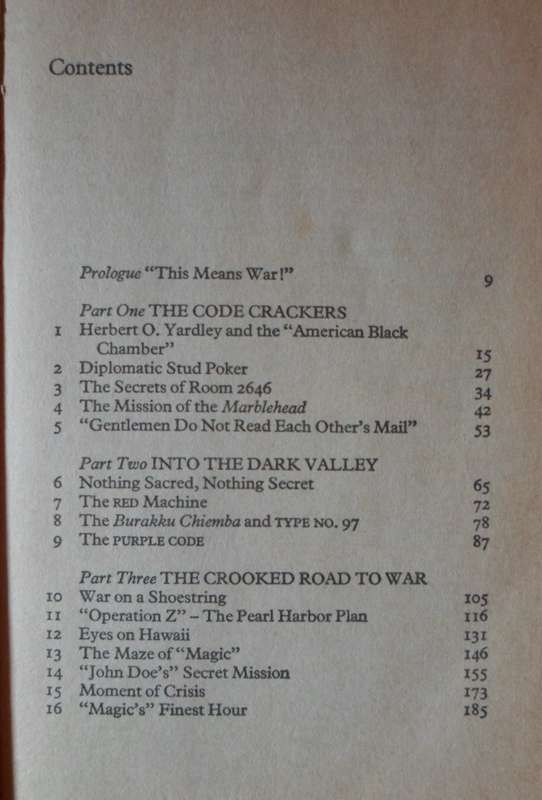 Contents
Prologue “This Means War!” 9
Part One THE CODE CRACKERS
1 Herbert O. Yardley and the “American Black
Chamber” 15
2 Diplomatic Stud Poker 27
3 The Secrets of Room 2646 34
4 The Mission of the Marblehead 42
5 “Gentlemen Do Not Read Each Other’s Mail” 53
Part Two INTO THE DARK VALLEY
6 Nothing Sacred, Nothing Secret 65
7 The RED Machine 72
8 The Burakku Chiemba and TYPE NO. 97 78
9 The PURPLE CODE 87
Part Three THE CROOKED ROAD TO WAR
10 War on a Shoestring 105
11 “Operation Z” – The Pearl Harbor Plan 116
12 Eyes on Hawaii 131
13 The Maze of “Magic” 146
14 “John Doe’s” Secret Mission 155
15 Moment of Crisis 173
16 “Magic’s” Finest Hour 185